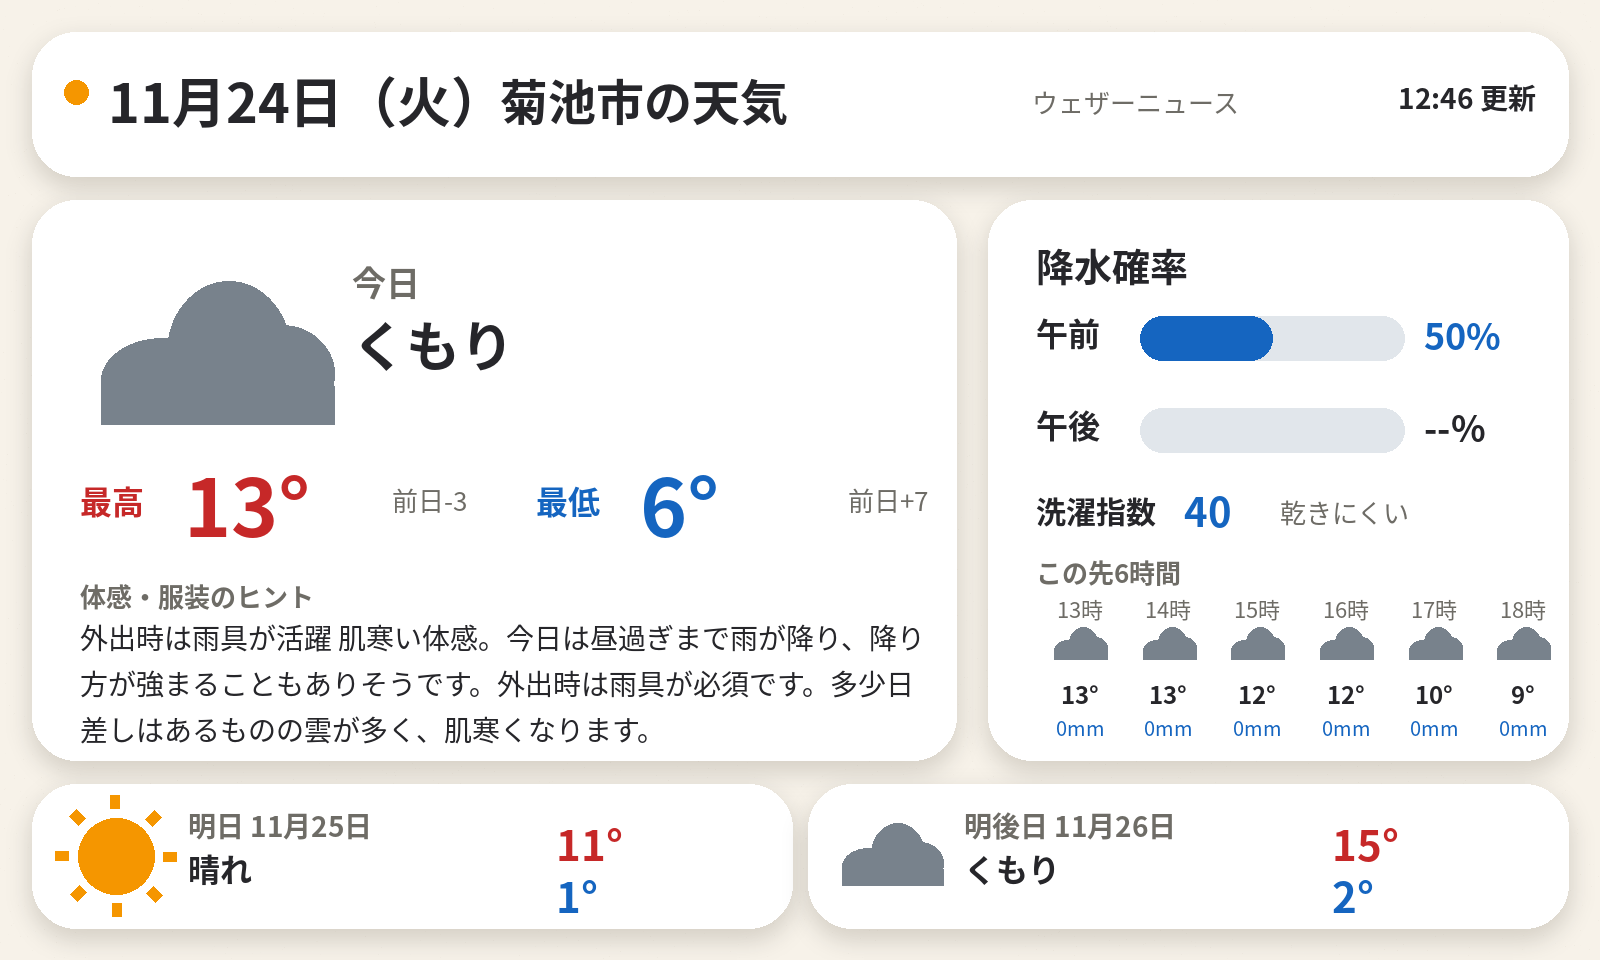 11月24日（火）菊池市の天気
ウェザーニュース
12:46 更新
今日
くもり
最高 13° 前日-3 最低 6° 前日+7
体感・服装のヒント
外出時は雨具が活躍 肌寒い体感。今日は昼過ぎまで雨が降り、降り
方が強まることもありそうです。外出時は雨具が必須です。多少日
差しはあるものの雲が多く、肌寒くなります。
降水確率
午前 50%
午後 --%
洗濯指数 40 乾きにくい
この先6時間
13時 14時 15時 16時 17時 18時
13° 13° 12° 12° 10° 9°
0mm 0mm 0mm 0mm 0mm 0mm
明日 11月25日
晴れ
11°
1°
明後日 11月26日
くもり
15°
2°